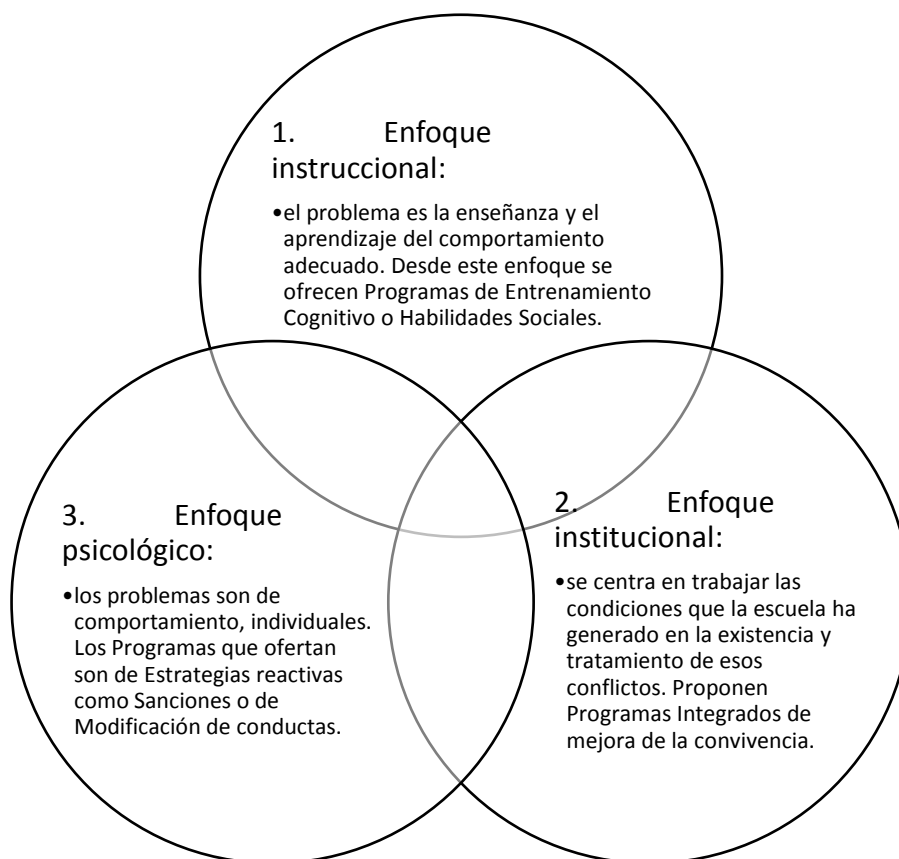 1. Enfoque
instruccional:
•el problema es la enseñanza y el
aprendizaje del comportamiento
adecuado. Desde este enfoque se
ofrecen Programas de Entrenamiento
Cognitivo o Habilidades Sociales.
2. Enfoque
institucional:
•se centra en trabajar las
condiciones que la escuela ha
generado en la existencia y
tratamiento de esos
conflictos. Proponen
Programas Integrados de
mejora de la convivencia.
3. Enfoque
psicológico:
•los problemas son de
comportamiento, individuales.
Los Programas que ofertan
son de Estrategias reactivas
como Sanciones o de
Modificación de conductas.